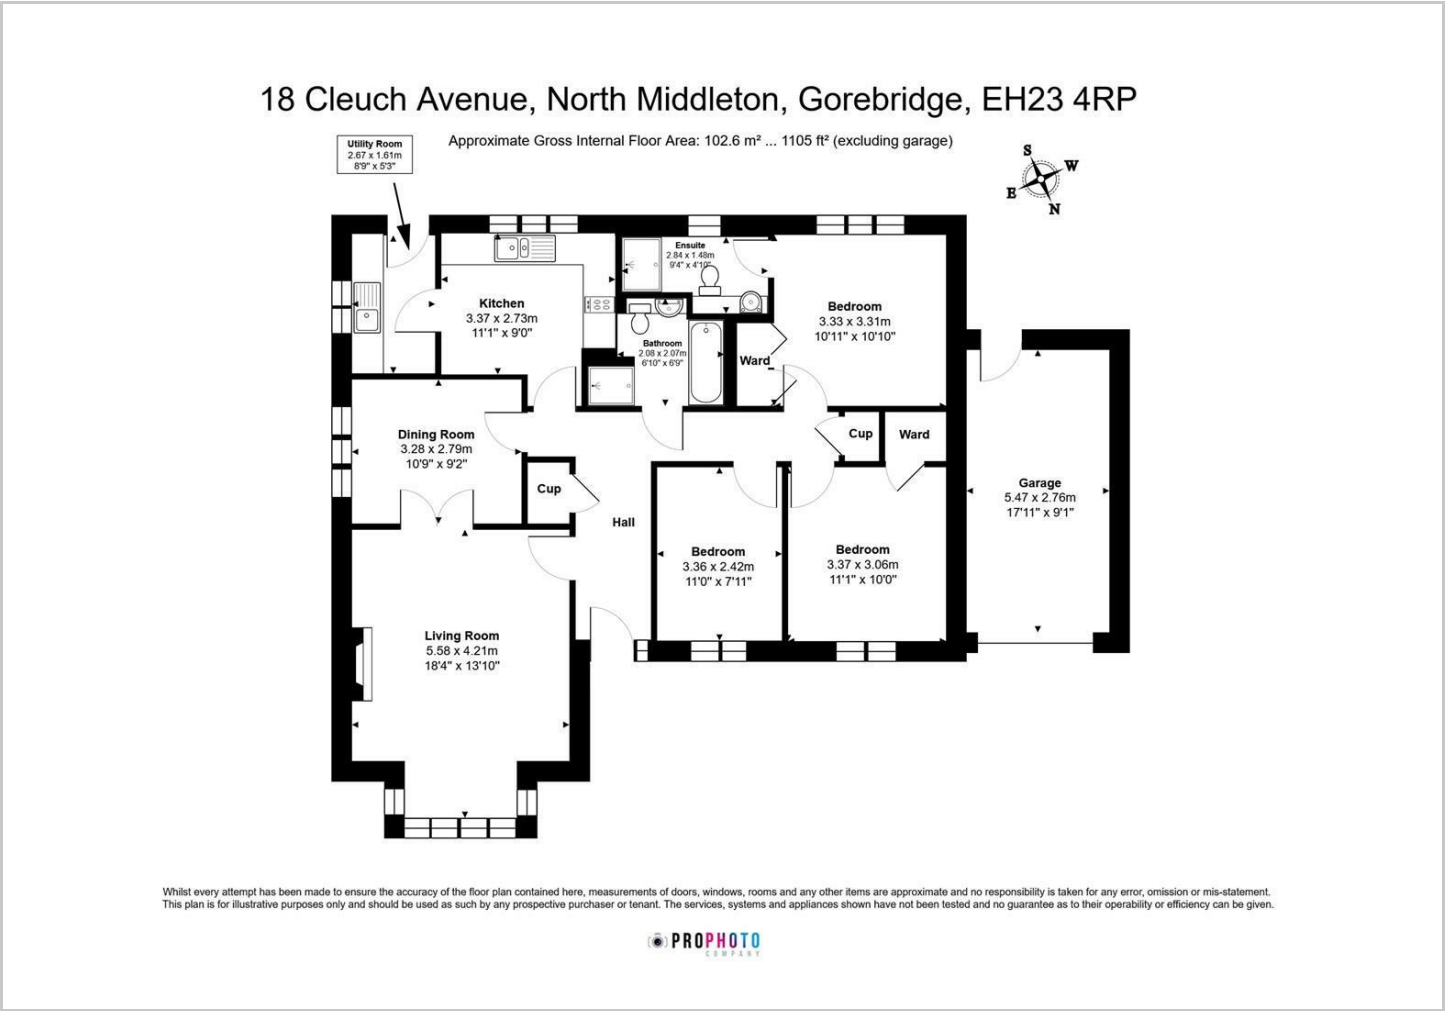 18 Cleuch Avenue, North Middleton, Gorebridge, EH23 4RP
Approximate Gross Internal Floor Area: 102.6 m² ... 1105 ft² (excluding garage)
Utility Room
2.67 x 1.61m
8'9" x 5'3"
S
W
E
N
Ensuite
2.84 x 1.48m
9'4" x 4'10"
Kitchen
3.37 x 2.73m
11'1" x 9'0"
Bedroom
3.33 x 3.31m
10'11" x 10'10"
Bathroom
2.08 x 2.07m
6'10" x 6'9"
Ward
Dining Room
3.28 x 2.79m
10'9" x 9'2"
Cup
Ward
Cup
Hall
Garage
5.47 x 2.76m
17'11" x 9'1"
Bedroom
3.36 x 2.42m
11'0" x 7'11"
Bedroom
3.37 x 3.06m
11'1" x 10'0"
Living Room
5.58 x 4.21m
18'4" x 13'10"
Whilst every attempt has been made to ensure the accuracy of the floor plan contained here, measurements of doors, windows, rooms and any other items are approximate and no responsibility is taken for any error, omission or mis-statement.
This plan is for illustrative purposes only and should be used as such by any prospective purchaser or tenant. The services, systems and appliances shown have not been tested and no guarantee as to their operability or efficiency can be given.
PROPHOTO
COMPANY